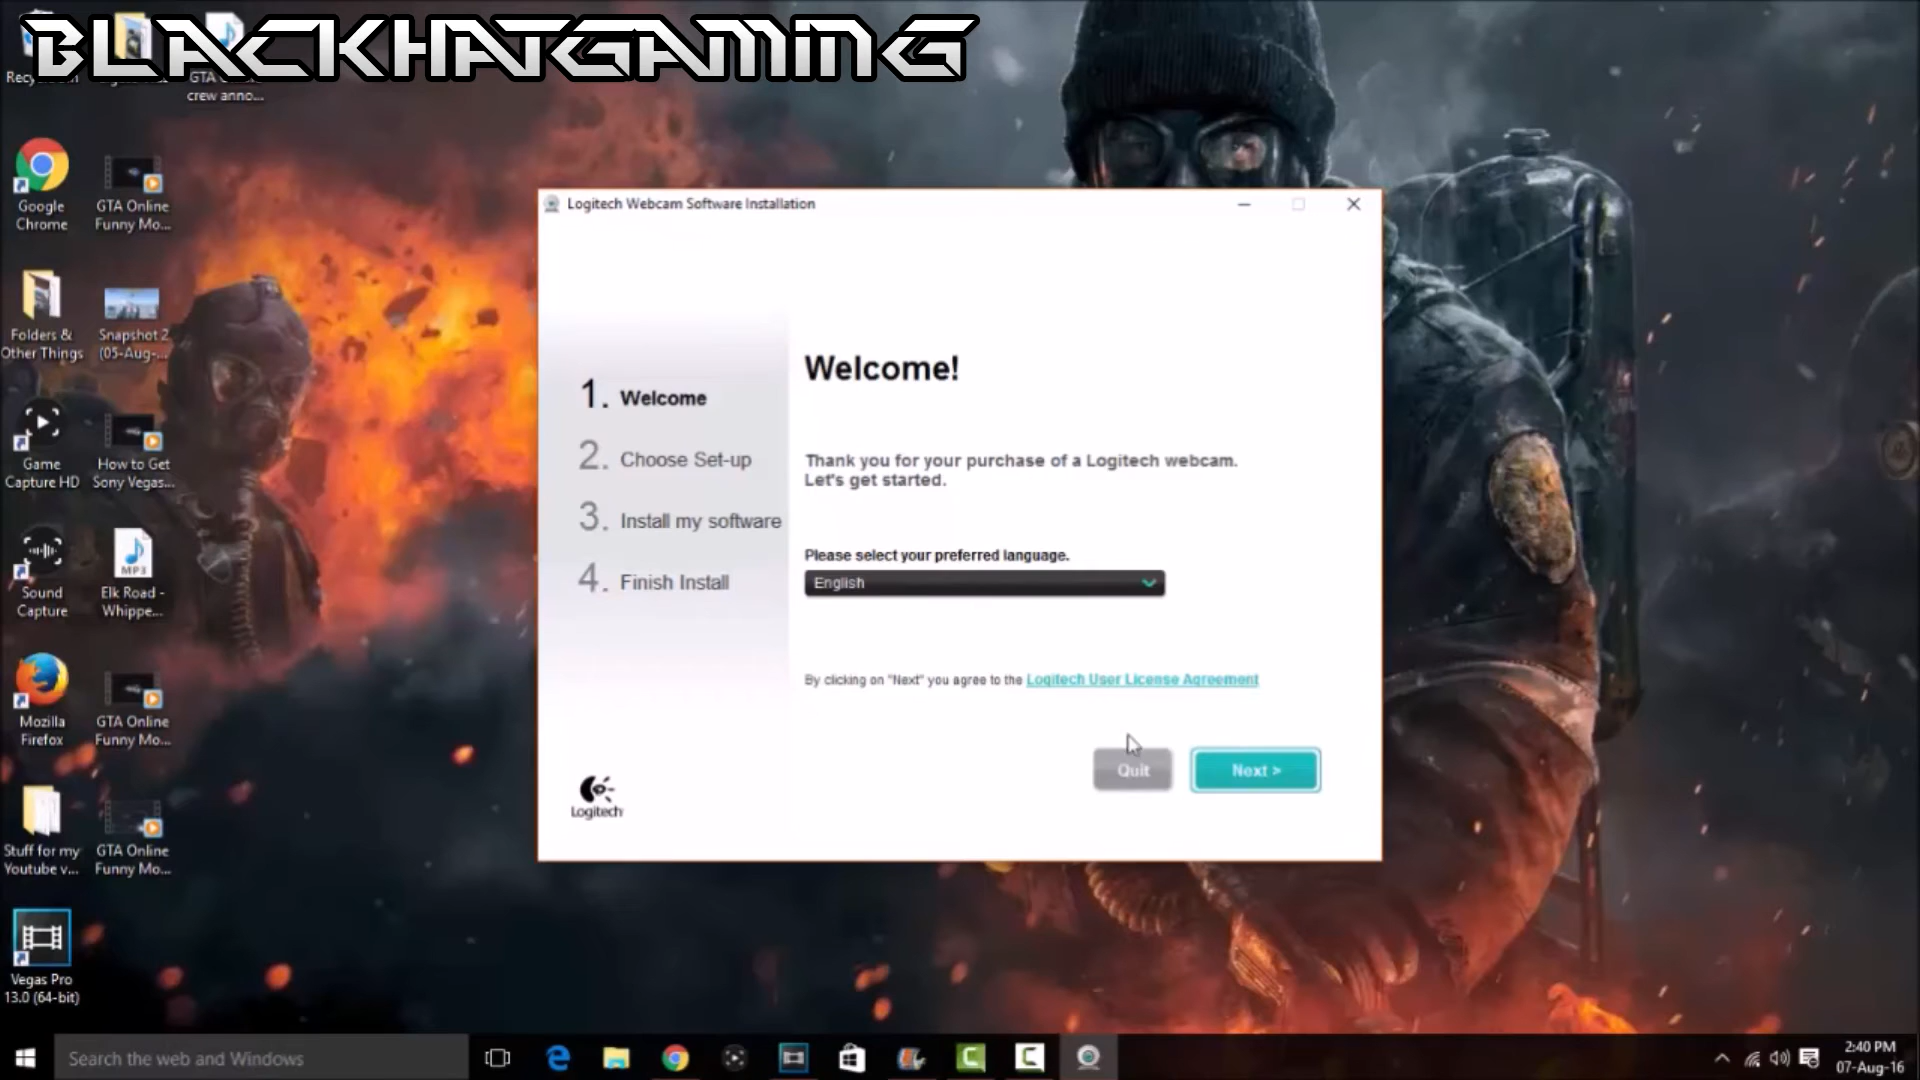 BLACKHATGAMING
GTA
crew anno...
Google
Chrome
GTA Online
Funny Mo...
Folders &
Other Things
Snapshot 2
(05-Aug-...
Game
Capture HD
How to Get
Sony Vegas...
Sound
Capture
MP3
Elk Road -
Whippe...
Mozilla
Firefox
GTA Online
Funny Mo...
Stuff for my
Youtube v...
GTA Online
Funny Mo...
Vegas Pro
13.0 (64-bit)
Logitech Webcam Software Installation
1. Welcome
2. Choose Set-up
3. Install my software
4. Finish Install
Logitech
Welcome!
Thank you for your purchase of a Logitech webcam.
Let's get started.
Please select your preferred language.
English
By clicking on "Next" you agree to the Logitech User License Agreement
Quit
Next >
Search the web and Windows
2:40 PM
07-Aug-16